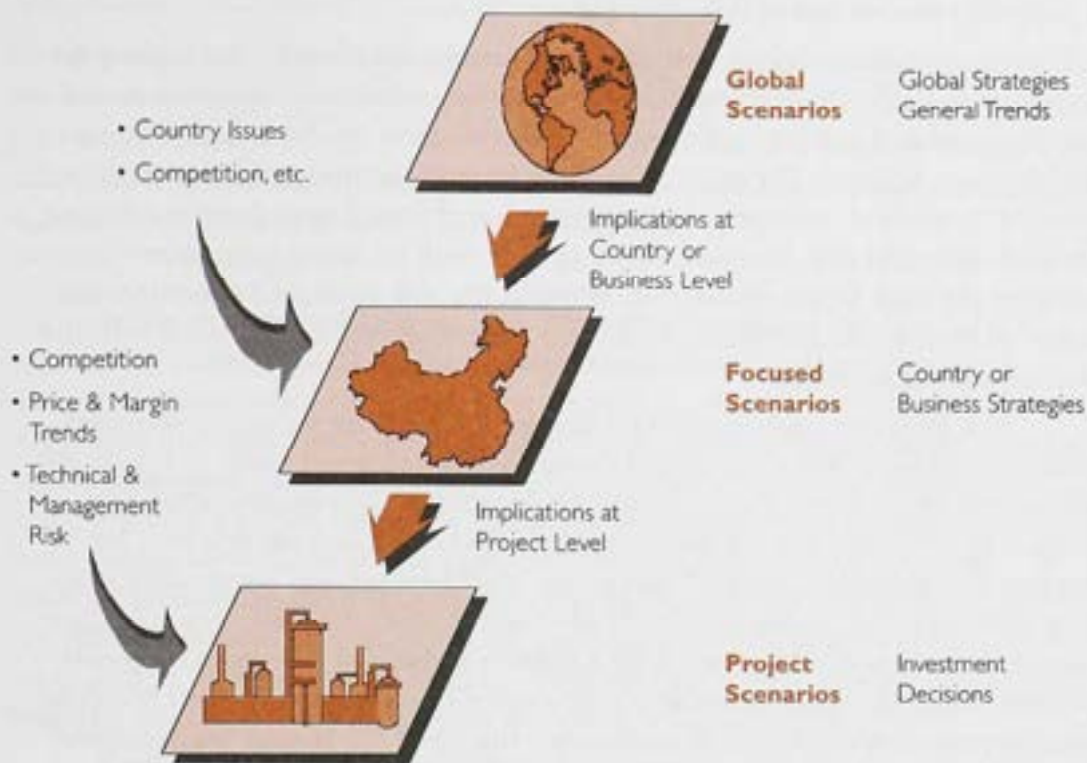 Global
Scenarios
Global Strategies
General Trends
• Country Issues
• Competition, etc.
Implications at
Country or
Business Level
• Competition
• Price & Margin
Trends
• Technical &
Management
Risk
Focused
Scenarios
Country or
Business Strategies
Implications at
Project Level
Project
Scenarios
Investment
Decisions